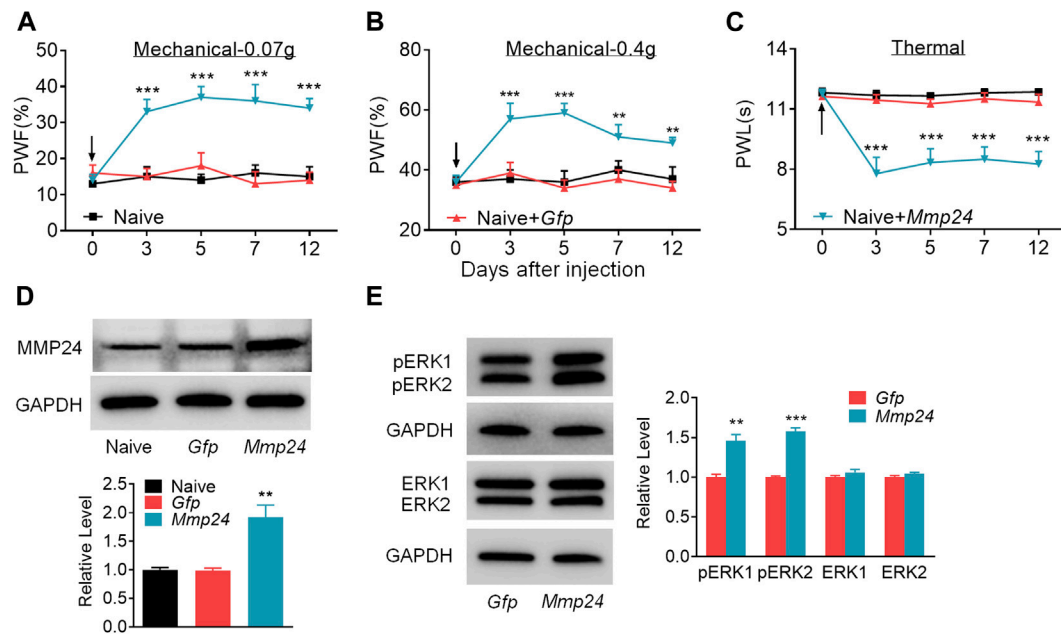 A
Mechanical-0.07g
PWF(%)
50
40
30
20
10
0
***
***
***
***
Naive
0 3 5 7 12
B
Mechanical-0.4g
PWF(%)
80
60
40
20
***
***
**
**
Naive+Gfp
0 3 5 7 12
Days after injection
C
Thermal
PWL(s)
12
8
4
***
***
***
***
Naive+Mmp24
0 3 5 7 12
D
MMP24
GAPDH
Naive Gfp Mmp24
Relative Level
2.5
2.0
1.5
1.0
0.5
0.0
Naive
Gfp
Mmp24
**
E
pERK1
pERK2
GAPDH
ERK1
ERK2
GAPDH
Gfp Mmp24
Relative Level
2.0
1.5
1.0
0.5
0.0
Gfp
Mmp24
**
***
pERK1 pERK2 ERK1 ERK2